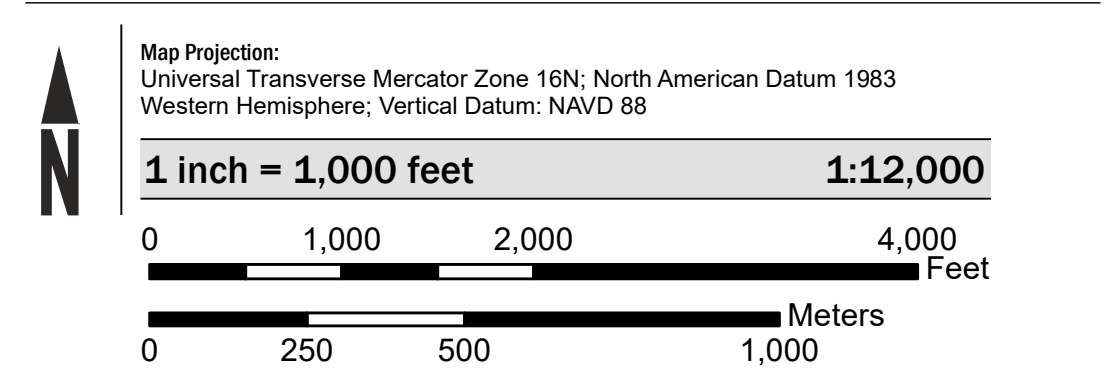 N
Map Projection:
Universal Transverse Mercator Zone 16N; North American Datum 1983
Western Hemisphere; Vertical Datum: NAVD 88
1 inch = 1,000 feet 1:12,000
0 1,000 2,000 4,000
Feet
Meters
0 250 500 1,000